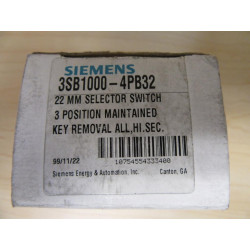 SIEMENS
3SB1000-4PB32
22 MM SELECTOR SWITCH
3 POSITION MAINTAINED
KEY REMOVAL ALL,HI.SEC.
99/11/22
10754554333400
Siemens Energy & Automation, Inc. Canton, GA